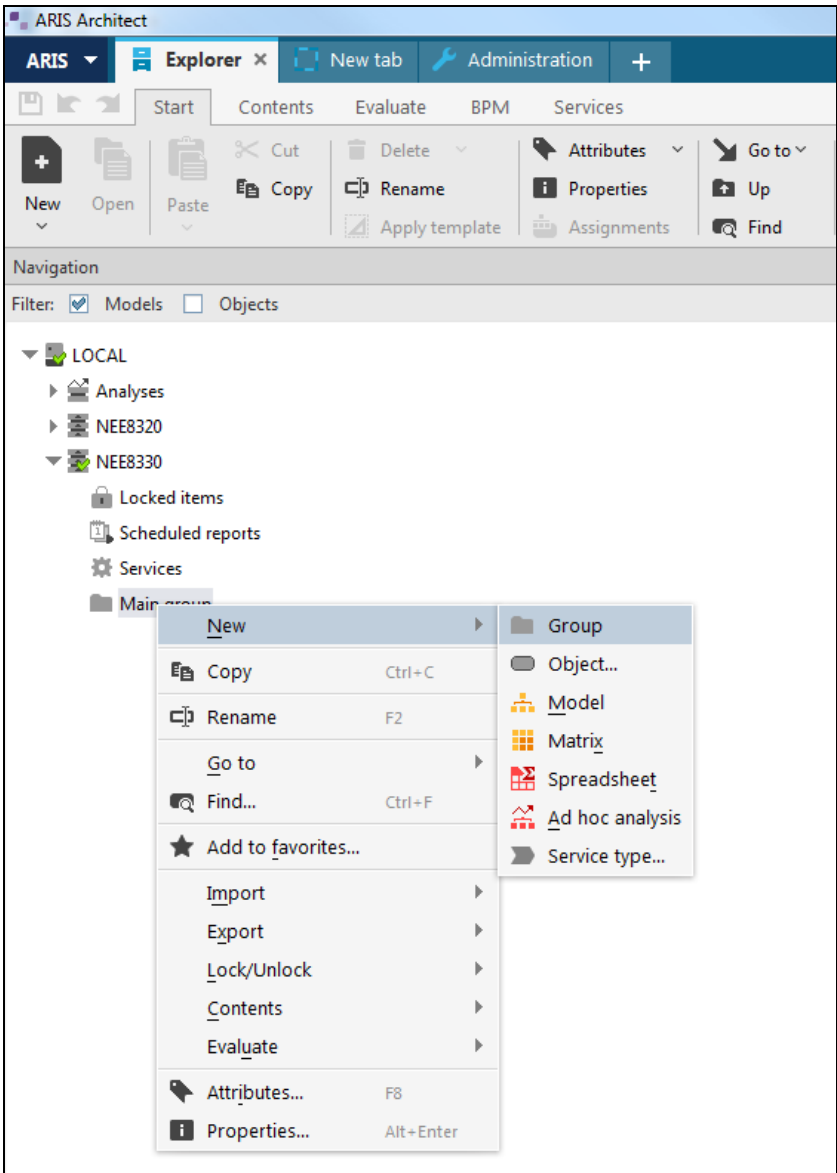 ARIS Architect
ARIS Explorer × New tab Administration +
Start Contents Evaluate BPM Services
New Open Paste Cut Copy Delete Rename Apply template Attributes Properties Assignments Go to Up Find
Navigation
Filter: Models Objects
LOCAL
Analyses
NEE8320
NEE8330
Locked items
1
Scheduled reports
Services
Main group
New
Copy Ctrl+C
Rename F2
Go to
Find... Ctrl+F
Add to favorites...
Import
Export
Lock/Unlock
Contents
Evaluate
Attributes... F8
Properties... Alt+Enter
Group
Object...
Model
Matrix
Spreadsheet
Ad hoc analysis
Service type...